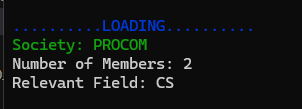 ..........LOADING..........
Society: PROCOM
Number of Members: 2
Relevant Field: CS